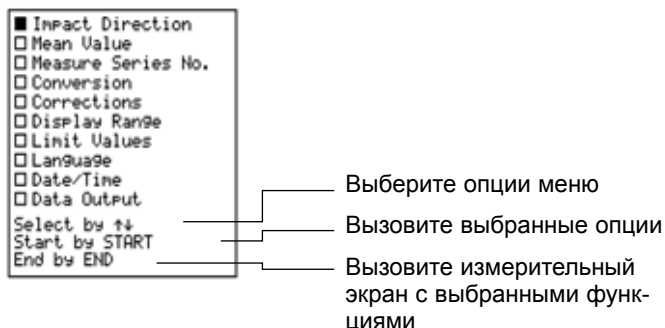 ■ Impact Direction
□ Mean Value
□ Measure Series No.
□ Conversion
□ Corrections
□ Display Range
□ Limit Values
□ Language
□ Date/Time
□ Data Output
Select by ↑↓
Start by START
End by END
Выберите опции меню
Вызовите выбранные опции
Вызовите измерительный
экран с выбранными функ-
циями